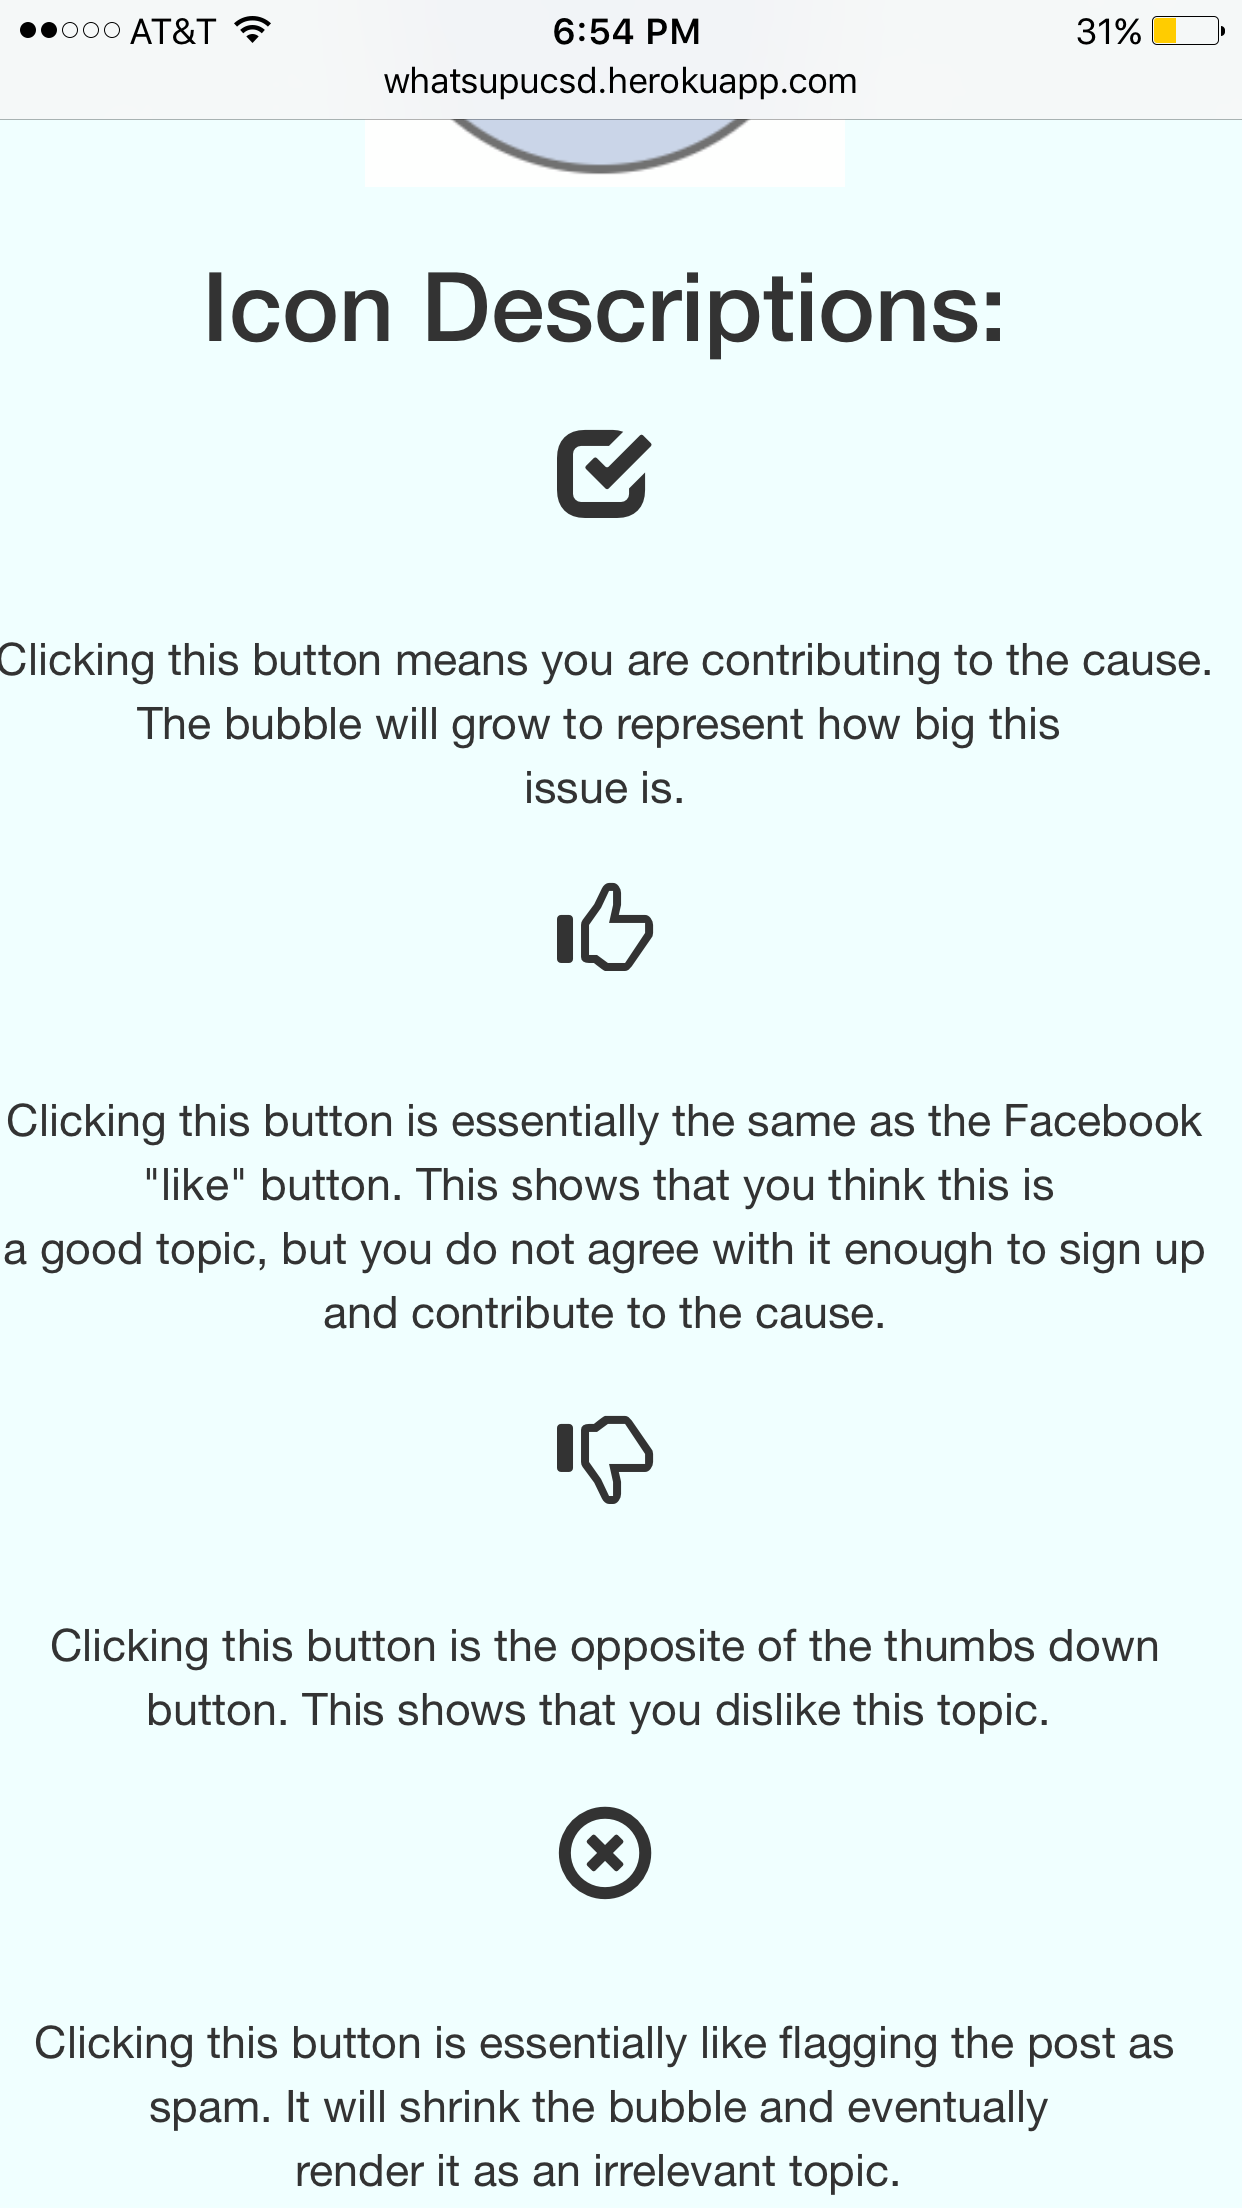 AT&T 6:54 PM 31%
whatsupucsd.herokuapp.com
Icon Descriptions:
Clicking this button means you are contributing to the cause.
The bubble will grow to represent how big this
issue is.
Clicking this button is essentially the same as the Facebook
"like" button. This shows that you think this is
a good topic, but you do not agree with it enough to sign up
and contribute to the cause.
Clicking this button is the opposite of the thumbs down
button. This shows that you dislike this topic.
Clicking this button is essentially like flagging the post as
spam. It will shrink the bubble and eventually
render it as an irrelevant topic.